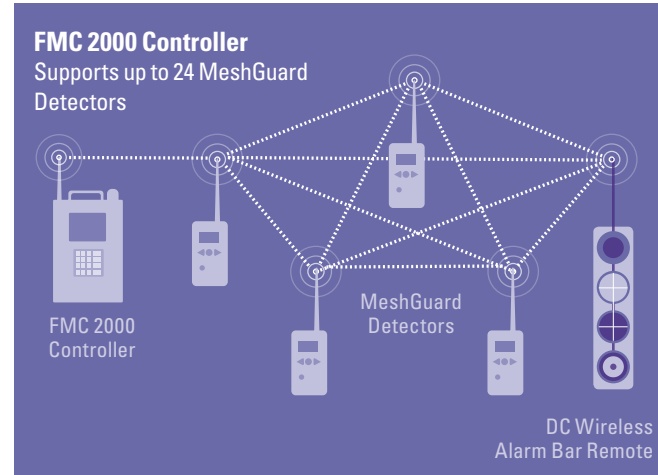 FMC 2000 Controller
Supports up to 24 MeshGuard
Detectors
FMC 2000
Controller
MeshGuard
Detectors
DC Wireless
Alarm Bar Remote